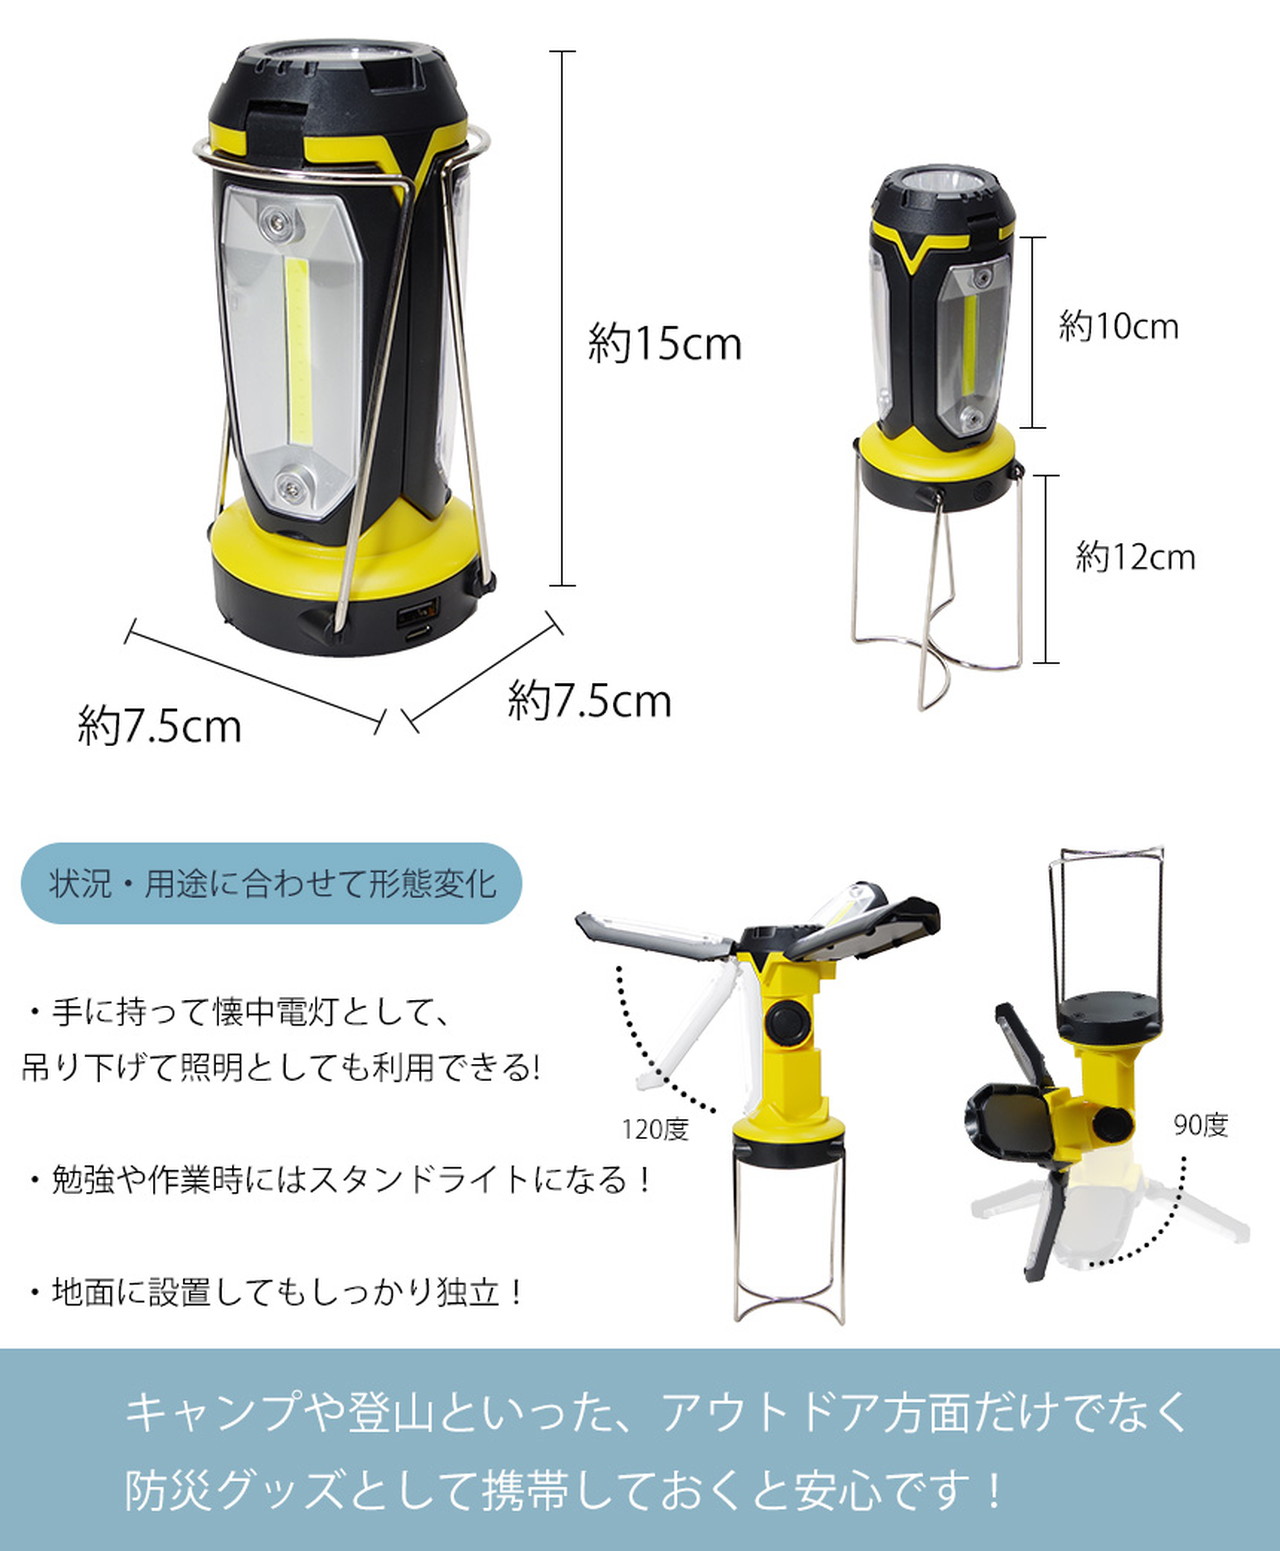 約15cm
約10cm
約12cm
約7.5cm
約7.5cm
状況・用途に合わせて形態変化
・手に持って懐中電灯として、
吊り下げて照明としても利用できる!
120度
90度
・勉強や作業時にはスタンドライトになる！
・地面に設置してもしっかり独立！
キャンプや登山といった、アウトドア方面だけでなく
防災グッズとして携帯しておくと安心です！